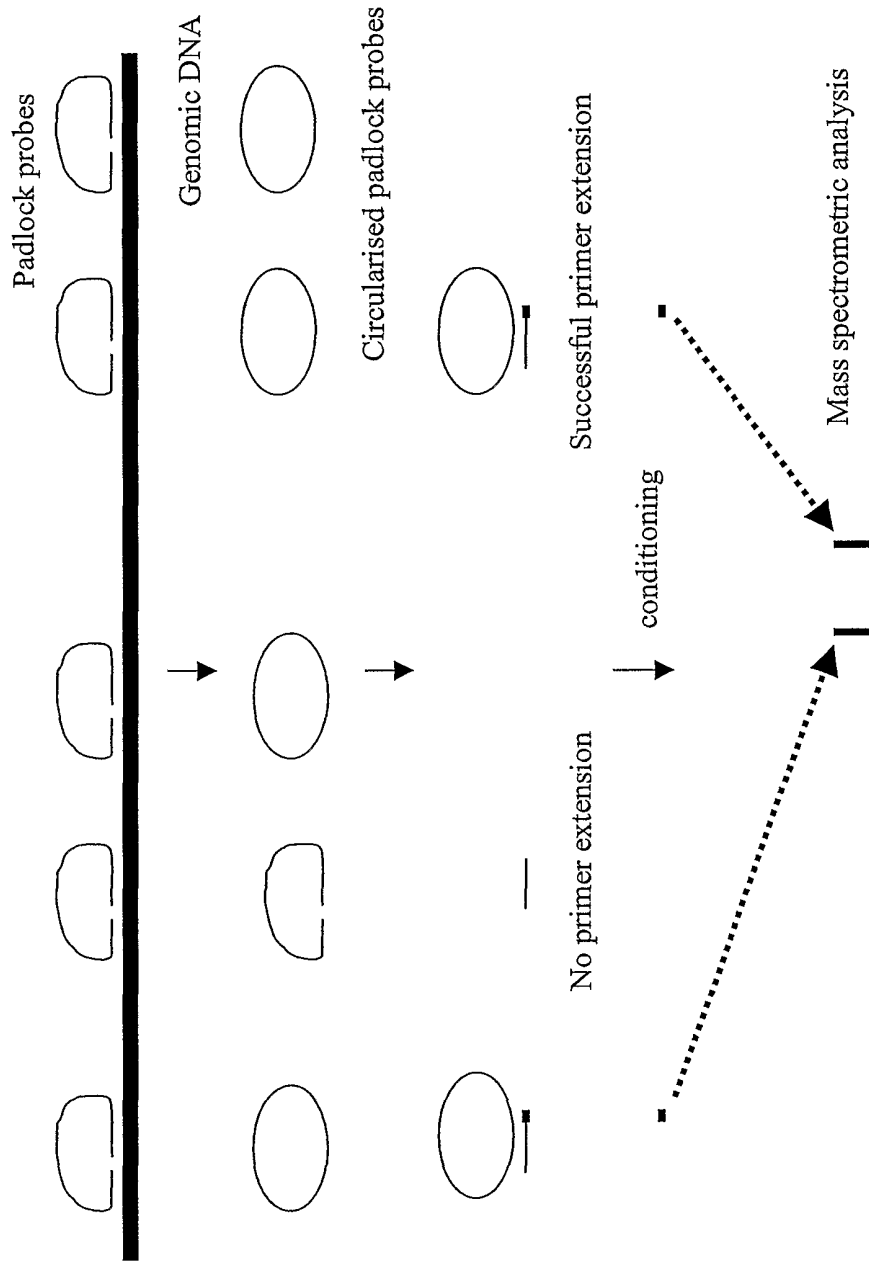 Padlock probes
Genomic DNA
Circularised padlock probes
No primer extension
Successful primer extension
conditioning
Mass spectrometric analysis